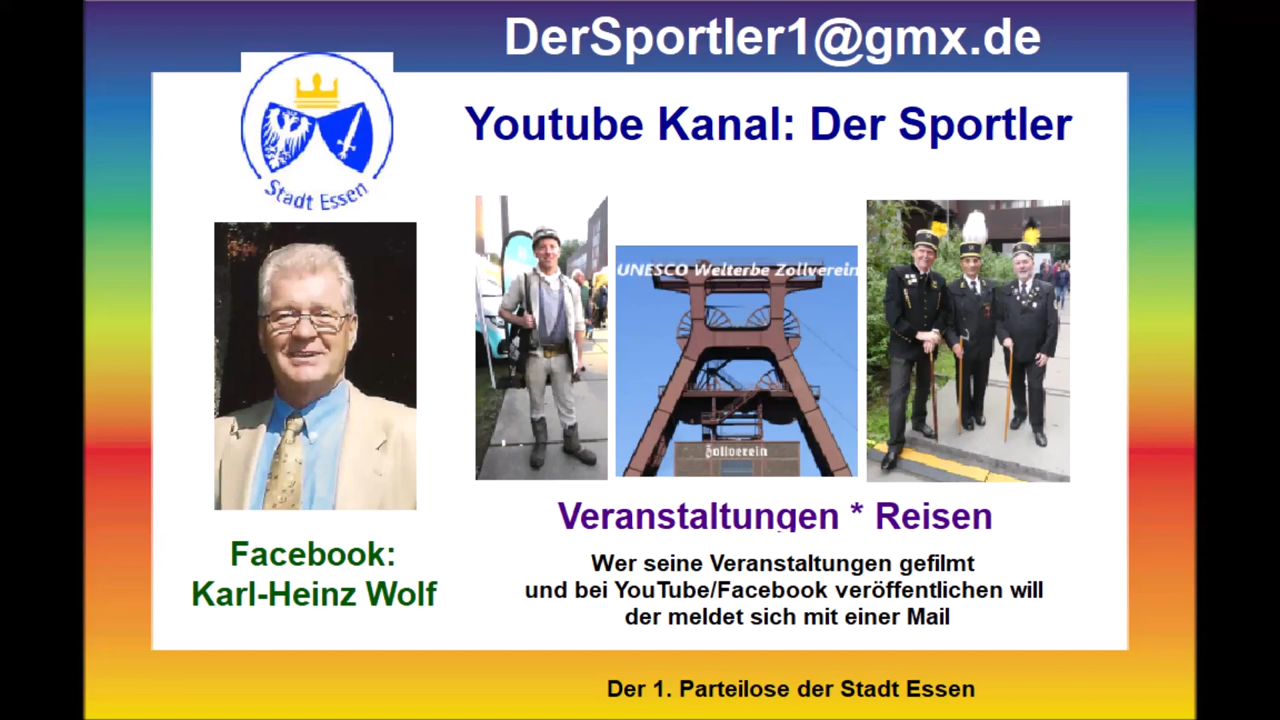 DerSportler1@gmx.de
Youtube Kanal: Der Sportler
Stadt Essen
UNESCO Welterbe Zollverein
Zollverein
Veranstaltungen * Reisen
Facebook:
Karl-Heinz Wolf
Wer seine Veranstaltungen gefilmt
und bei YouTube/Facebook veröffentlichen will
der meldet sich mit einer Mail
Der 1. Parteilose der Stadt Essen